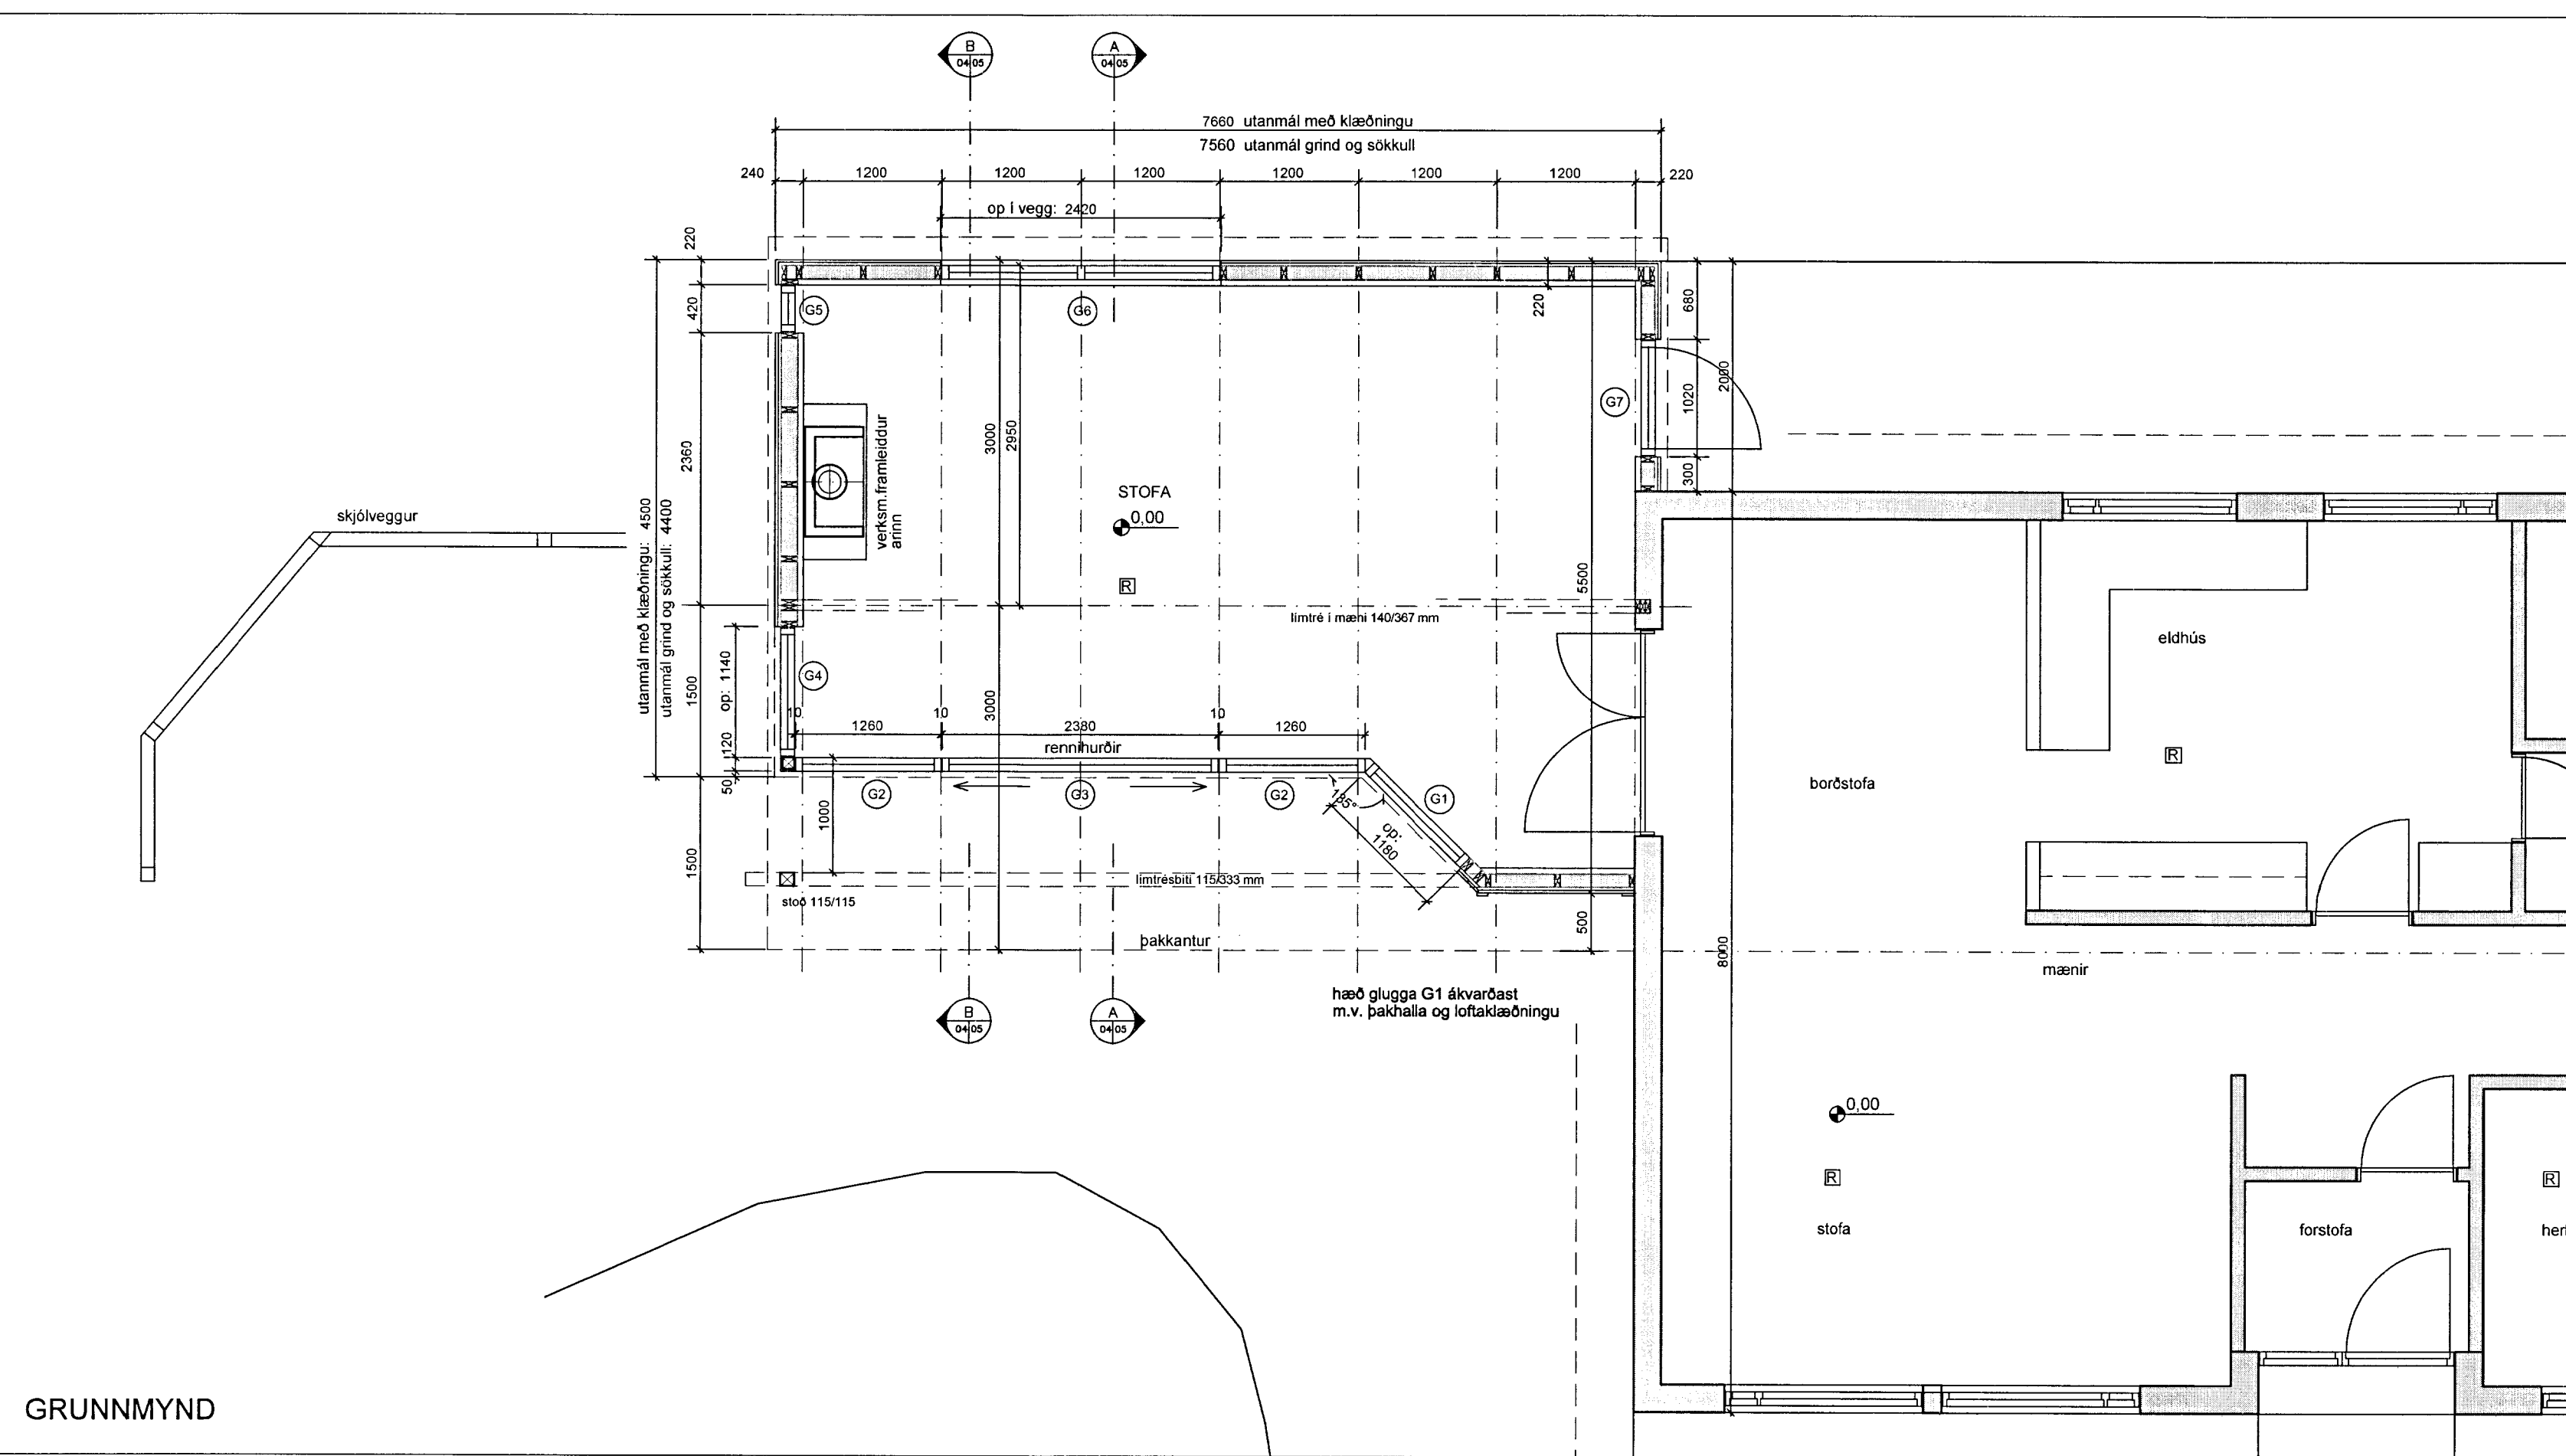 B
04 05
A
04 05
7660 utanmál með klæðningu
7560 utanmál grind og sökkull
240
1200
1200
1200
1200
1200
1200
220
op í vegg: 2420
220
420
2360
1500
1500
utanmál með klæðningu: 4500
utanmál grind og sökkull: 4400
op: 1140
120
50
G5
G6
220
680
1020
300
2000
G7
3000
2950
verksm.framleiddur
arinn
STOFA
0,00
R
5500
límtré í mæni 140/367 mm
skjólveggur
G4
10
1260
10
2380
10
1260
rennihurðir
3000
G2
G3
G2
135°
G1
op:
1180
1000
límtrésbiti 115/333 mm
stoð 115/115
500
þakkantur
B
04 05
A
04 05
hæð glugga G1 ákvarðast
m.v. þakhalla og loftaklæðningu
eldhús
R
borðstofa
8000
mænir
0,00
R
stofa
forstofa
R
her
GRUNNMYND